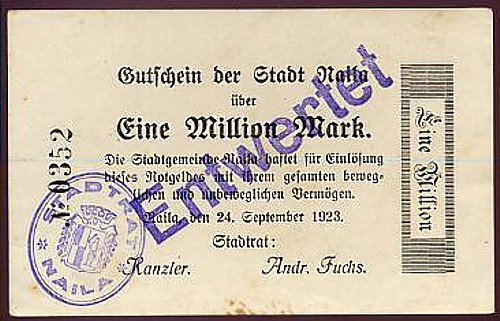 Gutschein der Stadt Naila
über
Eine Million Mark.
Die Stadtgemeinde Naila haftet für Einlösung
dieses Notgeldes mit ihrem gesamten beweg-
lichen und unbeweglichen Vermögen.
Naila, den 24. September 1923.
Stadtrat:
Kanzler. Andr. Fuchs.
Entwertet
№0352
STADTRAT
* NAILA *
Eine Million